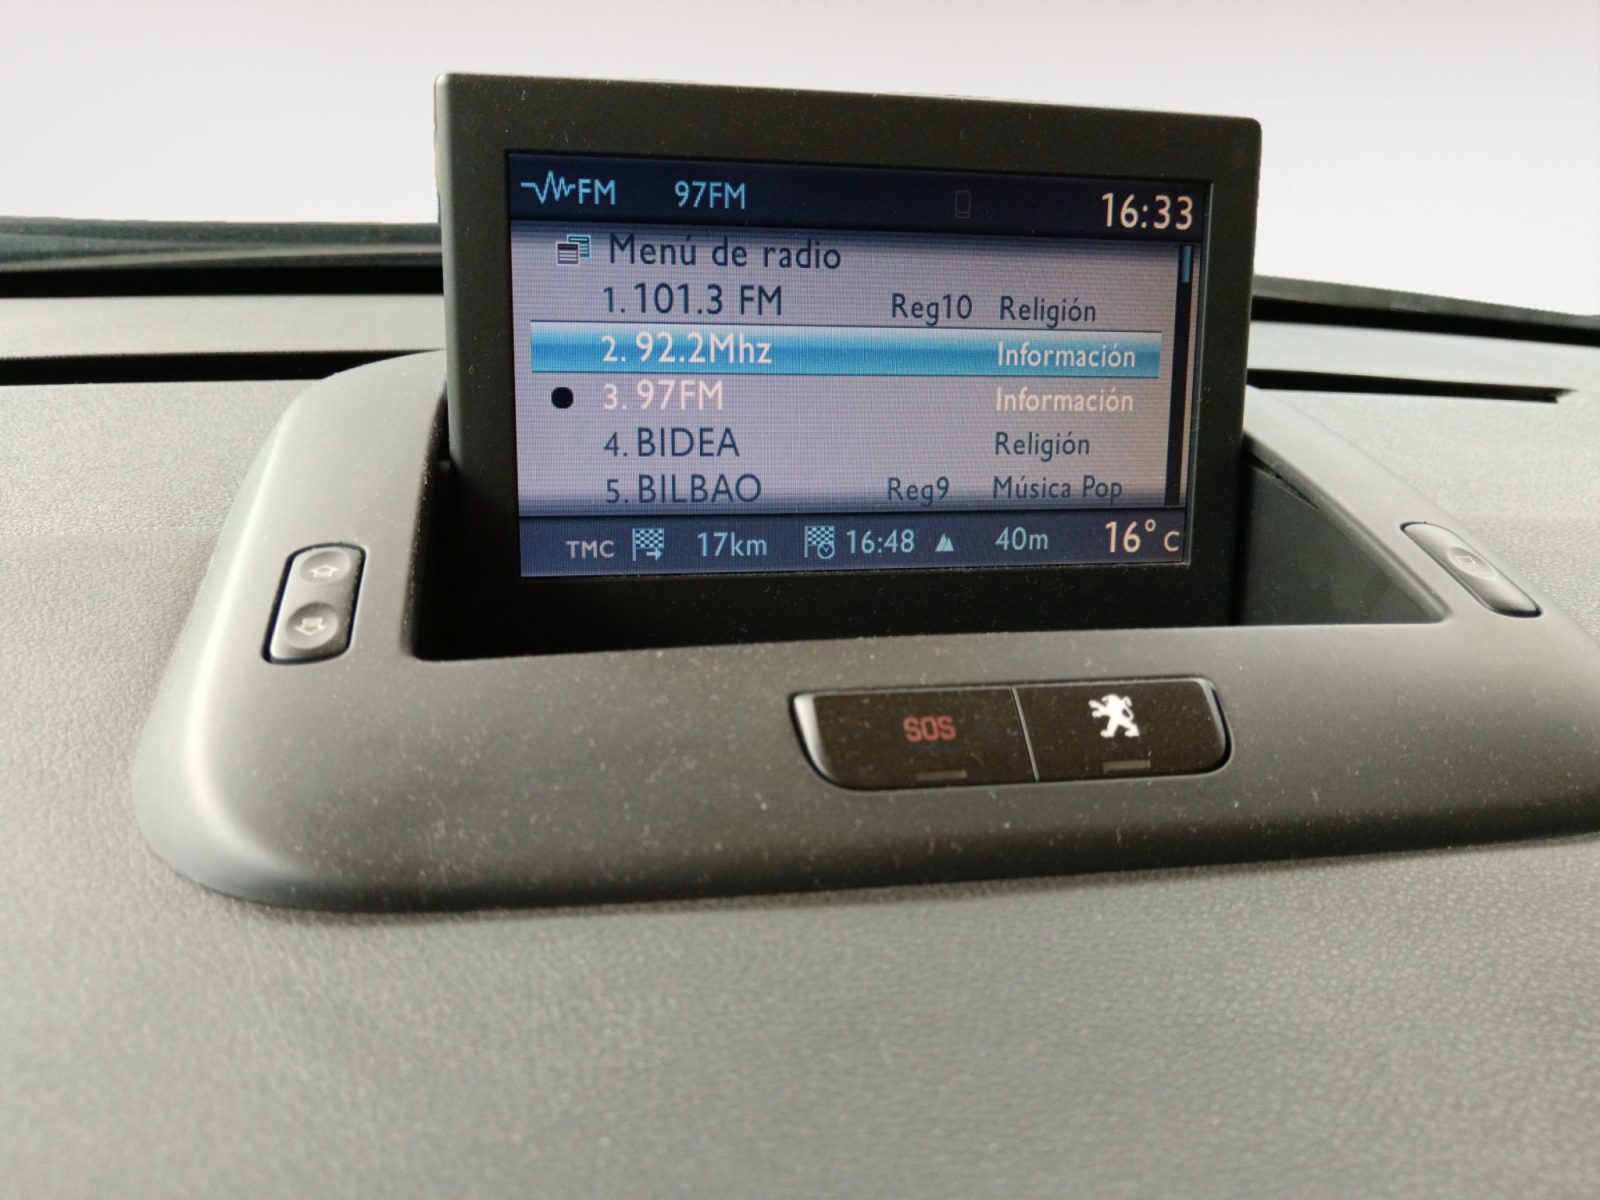 FM 97FM 16:33
Menú de radio
1. 101.3 FM Reg10 Religión
2. 92.2Mhz Información
3. 97FM Información
4. BIDEA Religión
5. BILBAO Reg9 Música Pop
TMC 17km 16:48 40m 16° C
SOS